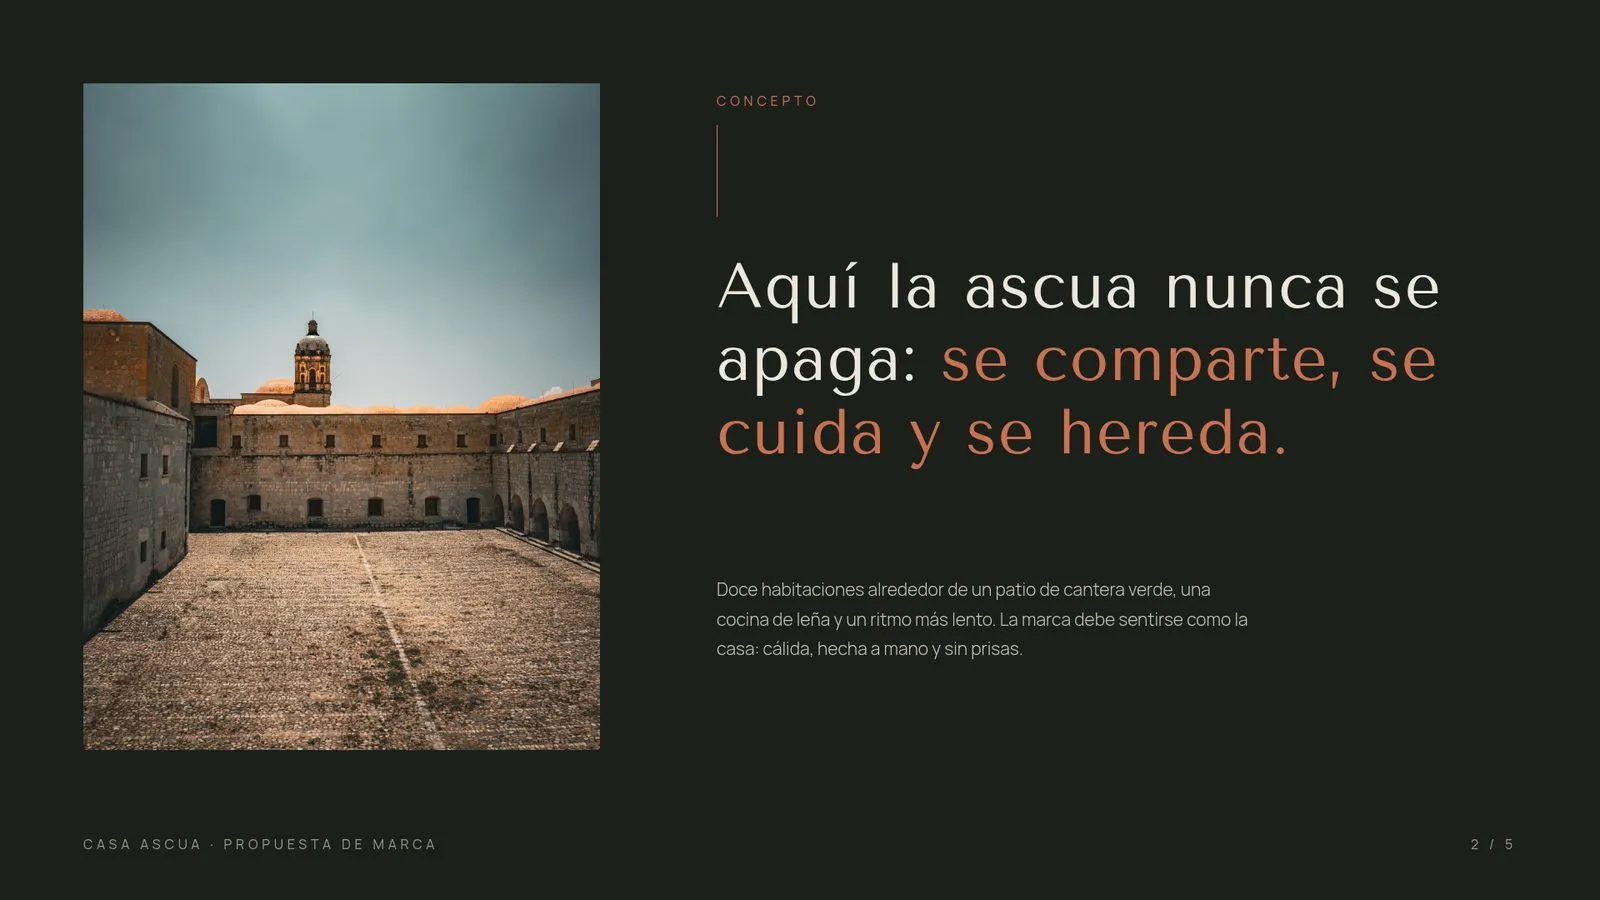 CONCEPTO
Aquí la ascua nunca se
apaga: se comparte, se
cuida y se hereda.
Doce habitaciones alrededor de un patio de cantera verde, una
cocina de leña y un ritmo más lento. La marca debe sentirse como la
casa: cálida, hecha a mano y sin prisas.
CASA ASCUA · PROPUESTA DE MARCA
2 / 5